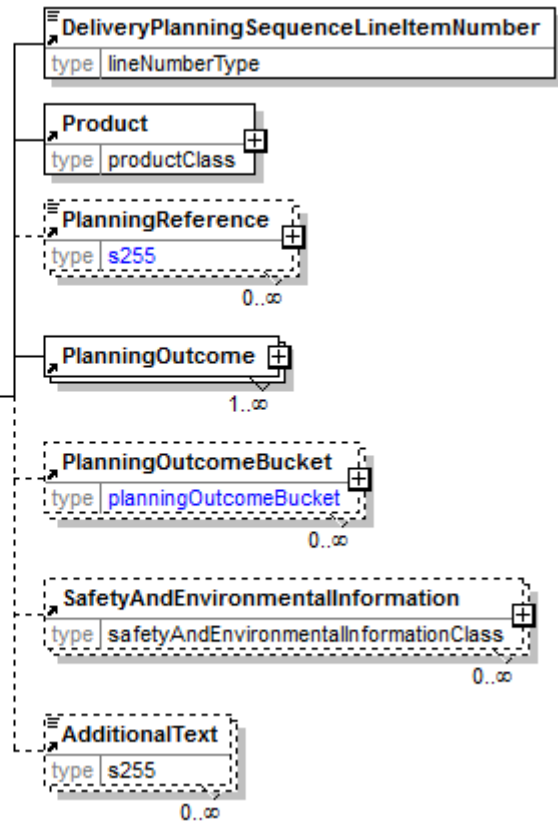 DeliveryPlanningSequenceLineItemNumber
type lineNumberType
Product
type productClass
PlanningReference
type s255
0..∞
PlanningOutcome
1..∞
PlanningOutcomeBucket
type planningOutcomeBucket
0..∞
SafetyAndEnvironmentalInformation
type safetyAndEnvironmentalInformationClass
0..∞
AdditionalText
type s255
0..∞